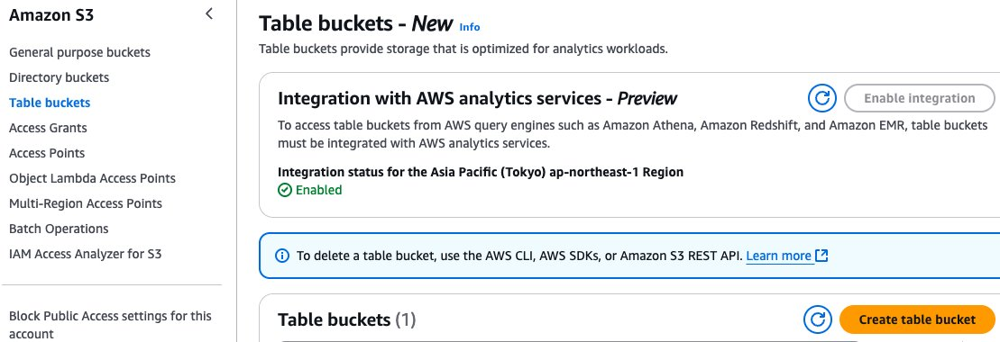 Amazon S3
General purpose buckets
Directory buckets
Table buckets
Access Grants
Access Points
Object Lambda Access Points
Multi-Region Access Points
Batch Operations
IAM Access Analyzer for S3
Block Public Access settings for this
account
Table buckets - New Info
Table buckets provide storage that is optimized for analytics workloads.
Integration with AWS analytics services - Preview
Enable integration
To access table buckets from AWS query engines such as Amazon Athena, Amazon Redshift, and Amazon EMR, table buckets
must be integrated with AWS analytics services.
Integration status for the Asia Pacific (Tokyo) ap-northeast-1 Region
Enabled
To delete a table bucket, use the AWS CLI, AWS SDKs, or Amazon S3 REST API. Learn more
Table buckets (1)
Create table bucket